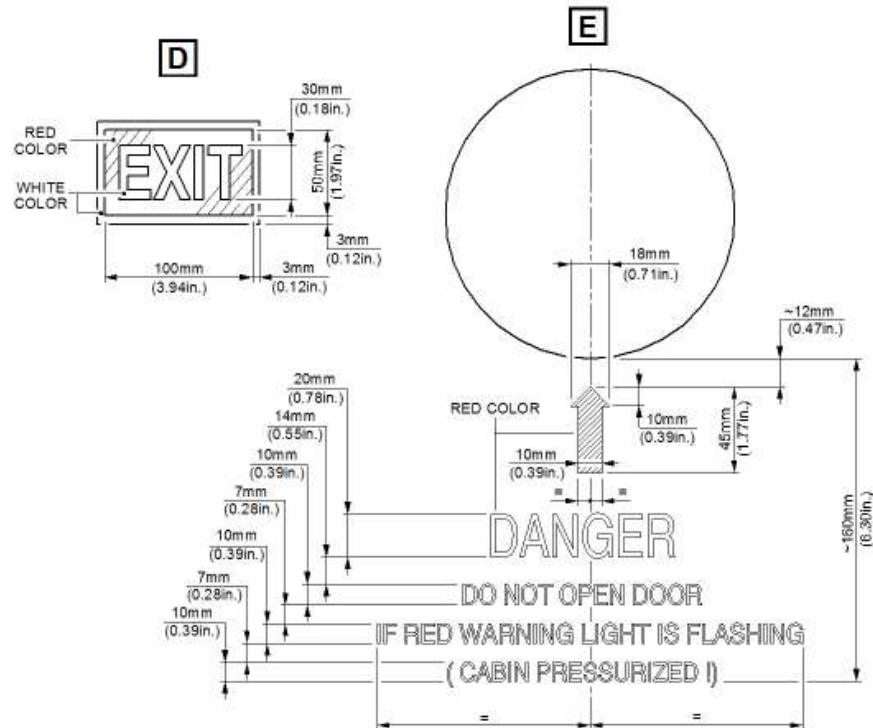 D
E
30mm
(0.18in.)
RED
COLOR
EXIT
WHITE
COLOR
50mm
(1.97in.)
3mm
(0.12in.)
100mm
(3.94in.)
3mm
(0.12in.)
18mm
(0.71in.)
~12mm
(0.47in.)
20mm
(0.78in.)
14mm
(0.55in.)
10mm
(0.39in.)
7mm
(0.28in.)
10mm
(0.39in.)
7mm
(0.28in.)
10mm
(0.39in.)
RED COLOR
10mm
(0.39in.)
45mm
(1.77in.)
10mm
(0.39in.)
= =
~160mm
(6.30in.)
DANGER
DO NOT OPEN DOOR
IF RED WARNING LIGHT IS FLASHING
( CABIN PRESSURIZED !)
= =